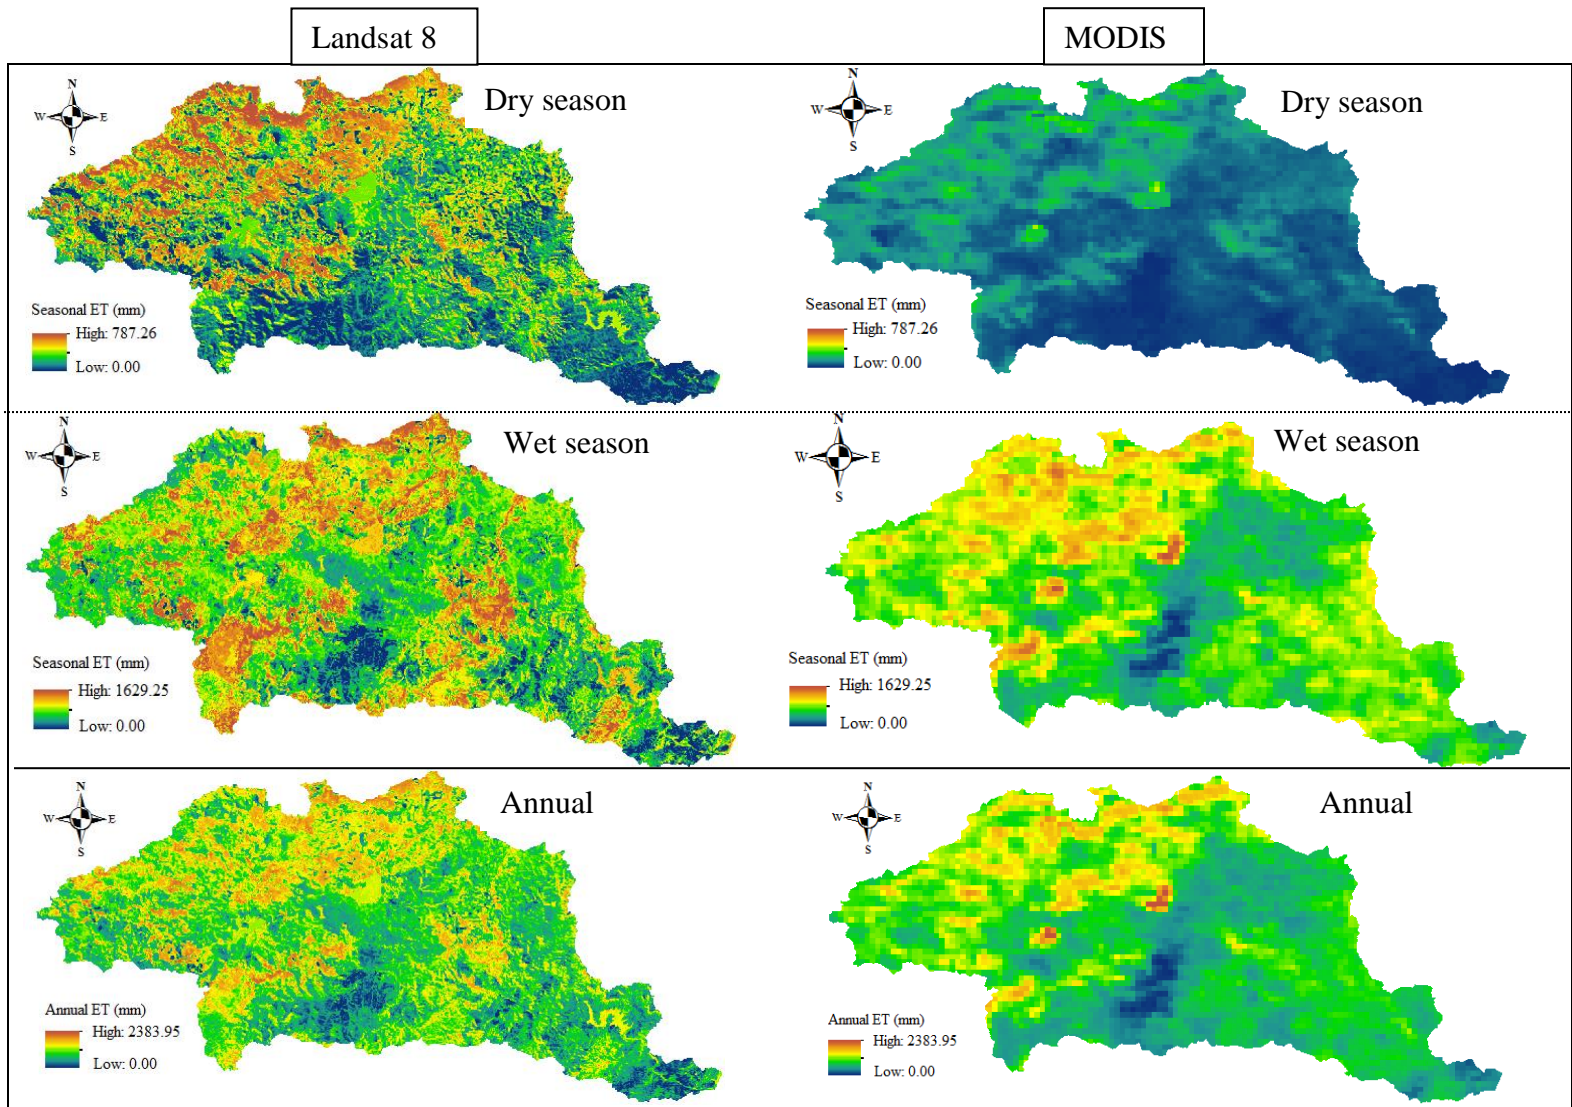 Landsat 8
MODIS
N
W E
S
Dry season
Seasonal ET (mm)
High: 787.26
Low: 0.00
N
W E
S
Dry season
Seasonal ET (mm)
High: 787.26
Low: 0.00
N
W E
S
Wet season
Seasonal ET (mm)
High: 1629.25
Low: 0.00
N
W E
S
Wet season
Seasonal ET (mm)
High: 1629.25
Low: 0.00
N
W E
S
Annual
Annual ET (mm)
High: 2383.95
Low: 0.00
N
W E
S
Annual
Annual ET (mm)
High: 2383.95
Low: 0.00